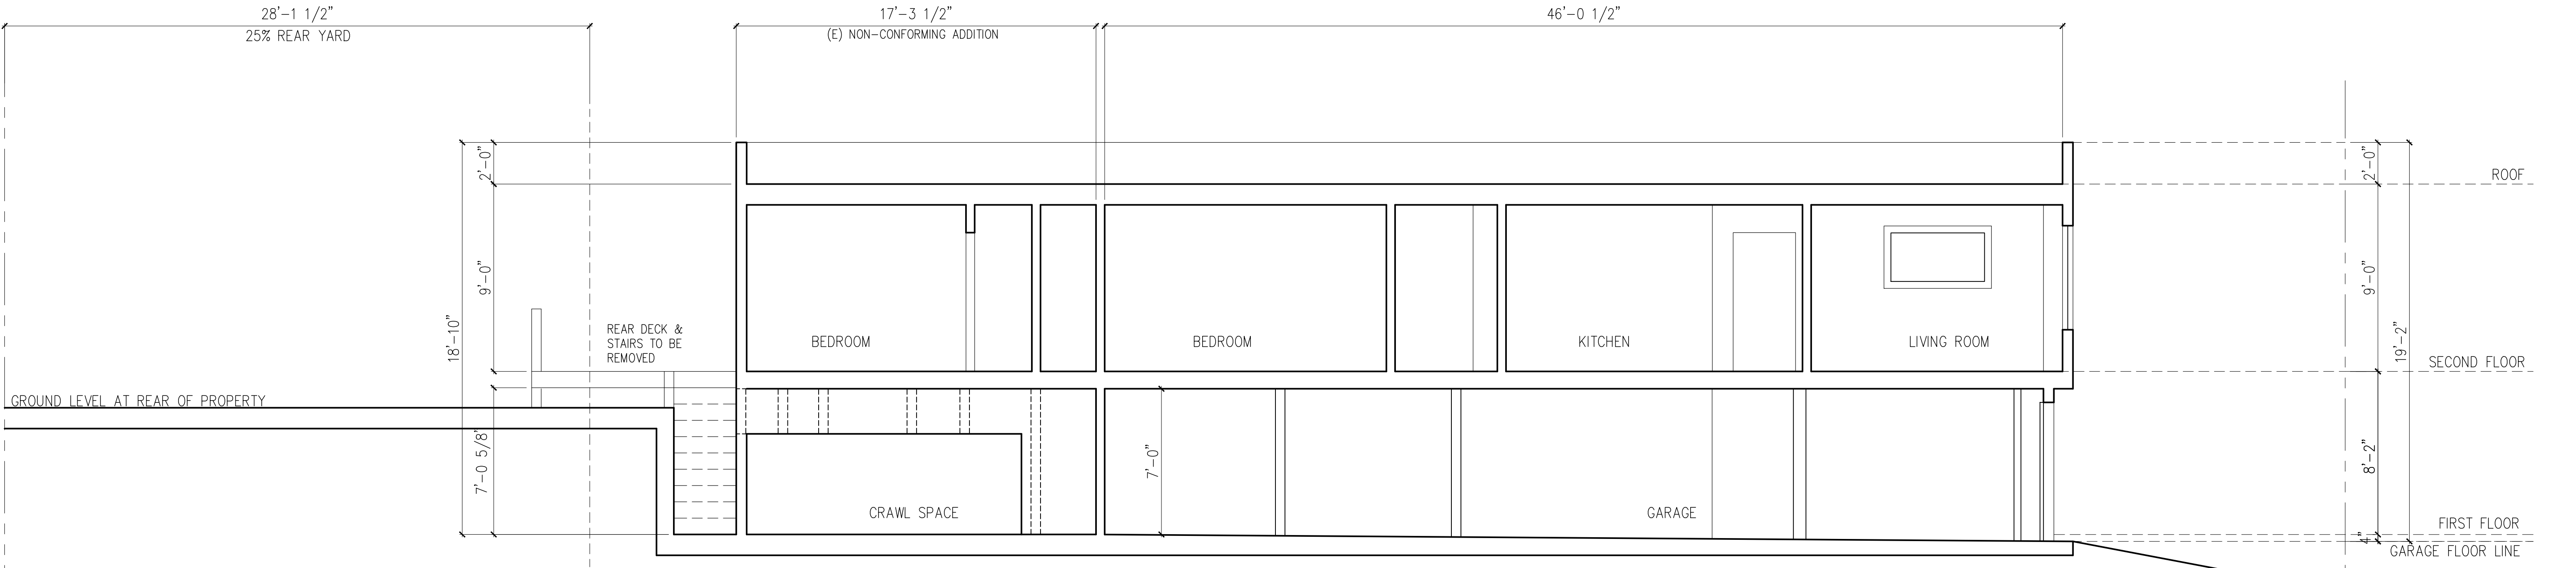 28'-1 1/2"
17'-3 1/2"
46'-0 1/2"
25% REAR YARD
(E) NON-CONFORMING ADDITION
2'-0"
2'-0"
ROOF
9'-0"
9'-0"
18'-10"
19'-2"
REAR DECK &
STAIRS TO BE
REMOVED
BEDROOM
BEDROOM
KITCHEN
LIVING ROOM
SECOND FLOOR
GROUND LEVEL AT REAR OF PROPERTY
7'-0 5/8'
7'-0"
8'-2"
CRAWL SPACE
GARAGE
FIRST FLOOR
4"
GARAGE FLOOR LINE